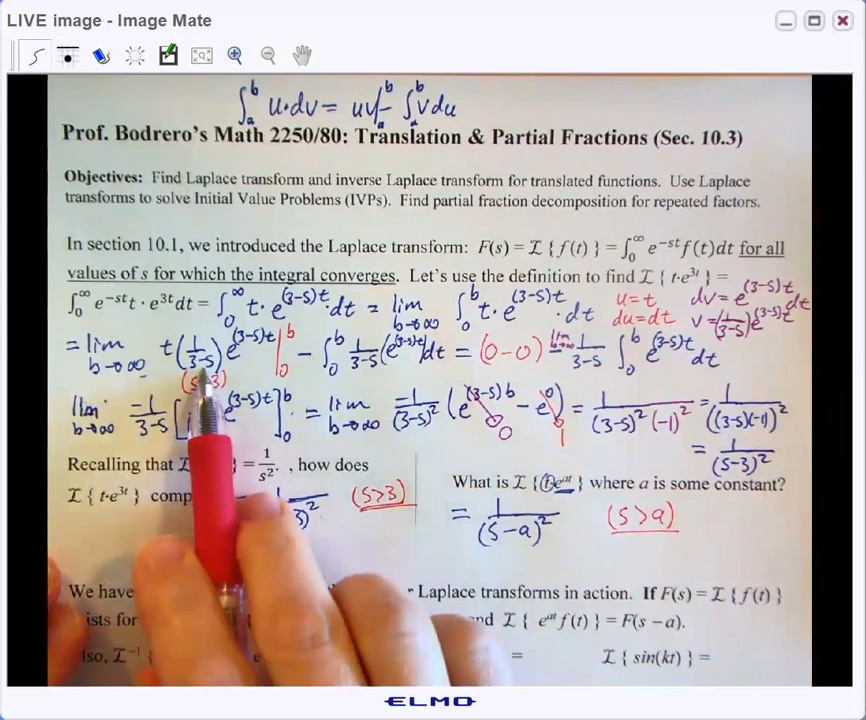 LIVE image - Image Mate
∫ₐᵇ u·dv = uv|ₐᵇ - ∫ₐᵇ v du
Prof. Bodrero's Math 2250/80: Translation & Partial Fractions (Sec. 10.3)
Objectives: Find Laplace transform and inverse Laplace transform for translated functions. Use Laplace
transforms to solve Initial Value Problems (IVPs). Find partial fraction decomposition for repeated factors.
In section 10.1, we introduced the Laplace transform: F(s) = ℒ { f(t) } = ∫₀^∞ e^(-st) f(t)dt for all
values of s for which the integral converges. Let's use the definition to find ℒ { t·e^(3t) } =
∫₀^∞ e^(-st) t · e^(3t) dt = ∫₀^∞ t·e^((3-s)t)·dt = lim b→∞ ∫₀ᵇ t·e^((3-s)t)·dt u=t dv=e^((3-s)t) dt
du=dt v=(1/(3-s))e^((3-s)t)
= lim b→∞ t(1/(3-s))e^((3-s)t)|₀ᵇ - ∫₀ᵇ 1/(3-s) (e^((3-s)t))dt = (0-0) lim b→∞ -1/(3-s) ∫₀ᵇ e^((3-s)t) dt
lim b→∞ -1/(3-s) [ e^((3-s)t)]₀ᵇ = lim b→∞ -1/(3-s)² (e^((3-s)b) - e⁰) = 1/((3-s)²(-1)²) = 1/((3-s)(-1))²
0 1
= 1/(s-3)²
Recalling that ℒ } = 1/s², how does
What is ℒ { t·e^(at) } where a is some constant?
ℒ { t·e^(3t) } comp 3)² (s>3)
= 1/(s-a)² (s>a)
We have Laplace transforms in action. If F(s) = ℒ { f(t) }
ists for and ℒ { e^(at) f(t) } = F(s - a).
Also, ℒ⁻¹ { = ℒ { sin(kt) } =
ELMO